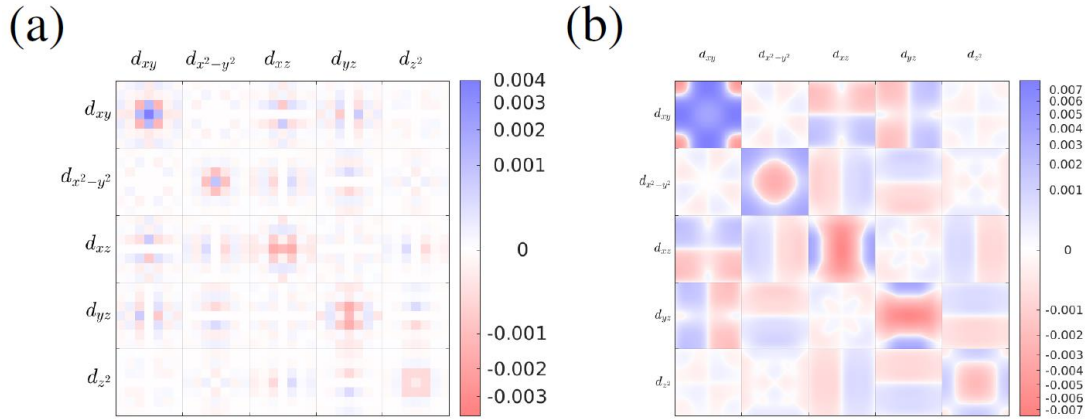 (a)
d_{xy} d_{x^2-y^2} d_{xz} d_{yz} d_{z^2}
d_{xy}
d_{x^2-y^2}
d_{xz}
d_{yz}
d_{z^2}
0.004
0.003
0.002
0.001
0
-0.001
-0.002
-0.003
(b)
d_{xy} d_{x^2-y^2} d_{xz} d_{yz} d_{z^2}
d_{xy}
d_{x^2-y^2}
d_{xz}
d_{yz}
d_{z^2}
0.007
0.006
0.005
0.004
0.003
0.002
0.001
0
-0.001
-0.002
-0.003
-0.004
-0.005
-0.006
-0.007